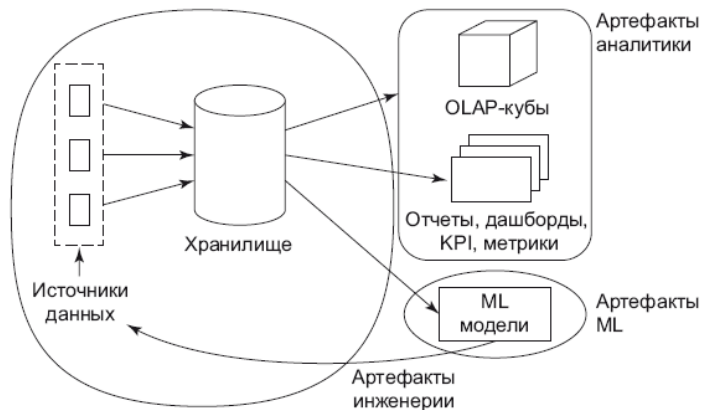 Артефакты
аналитики
OLAP-кубы
Отчеты, дашборды,
KPI, метрики
Хранилище
Источники
данных
ML
модели
Артефакты
ML
Артефакты
инженерии